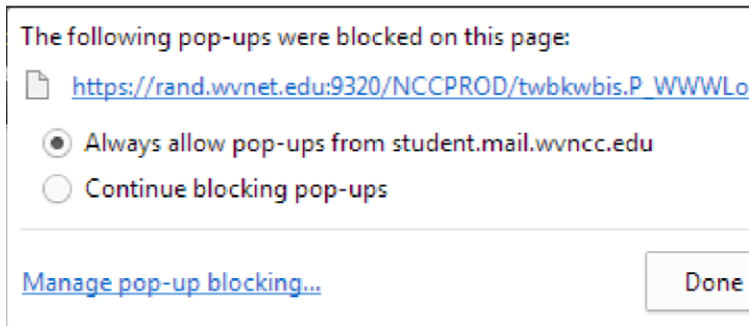 The following pop-ups were blocked on this page:
https://rand.wvnet.edu:9320/NCCPROD/twbkwbis.P_WWWLo
Always allow pop-ups from student.mail.wvncc.edu
Continue blocking pop-ups
Manage pop-up blocking...
Done